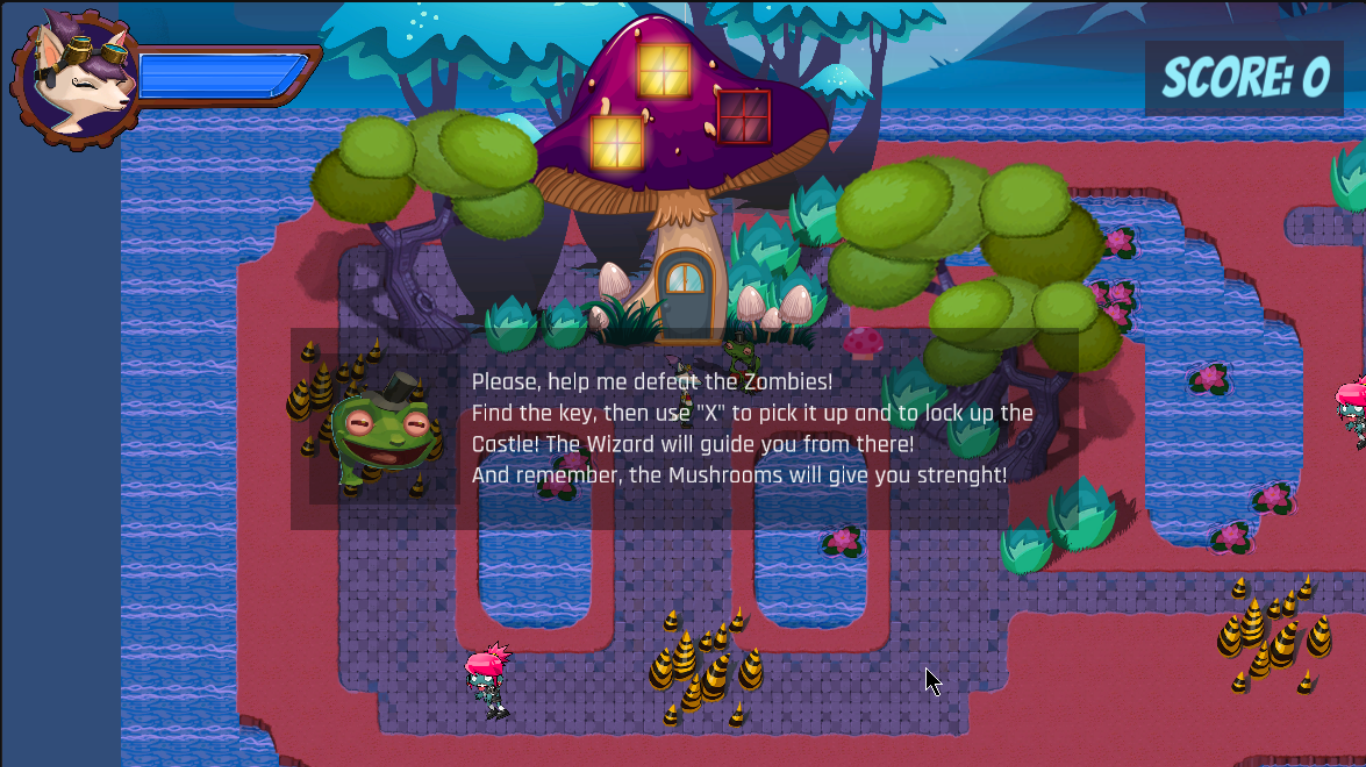 SCORE: 0
Please, help me defeat the Zombies!
Find the key, then use "X" to pick it up and to lock up the
Castle! The Wizard will guide you from there!
And remember, the Mushrooms will give you strenght!